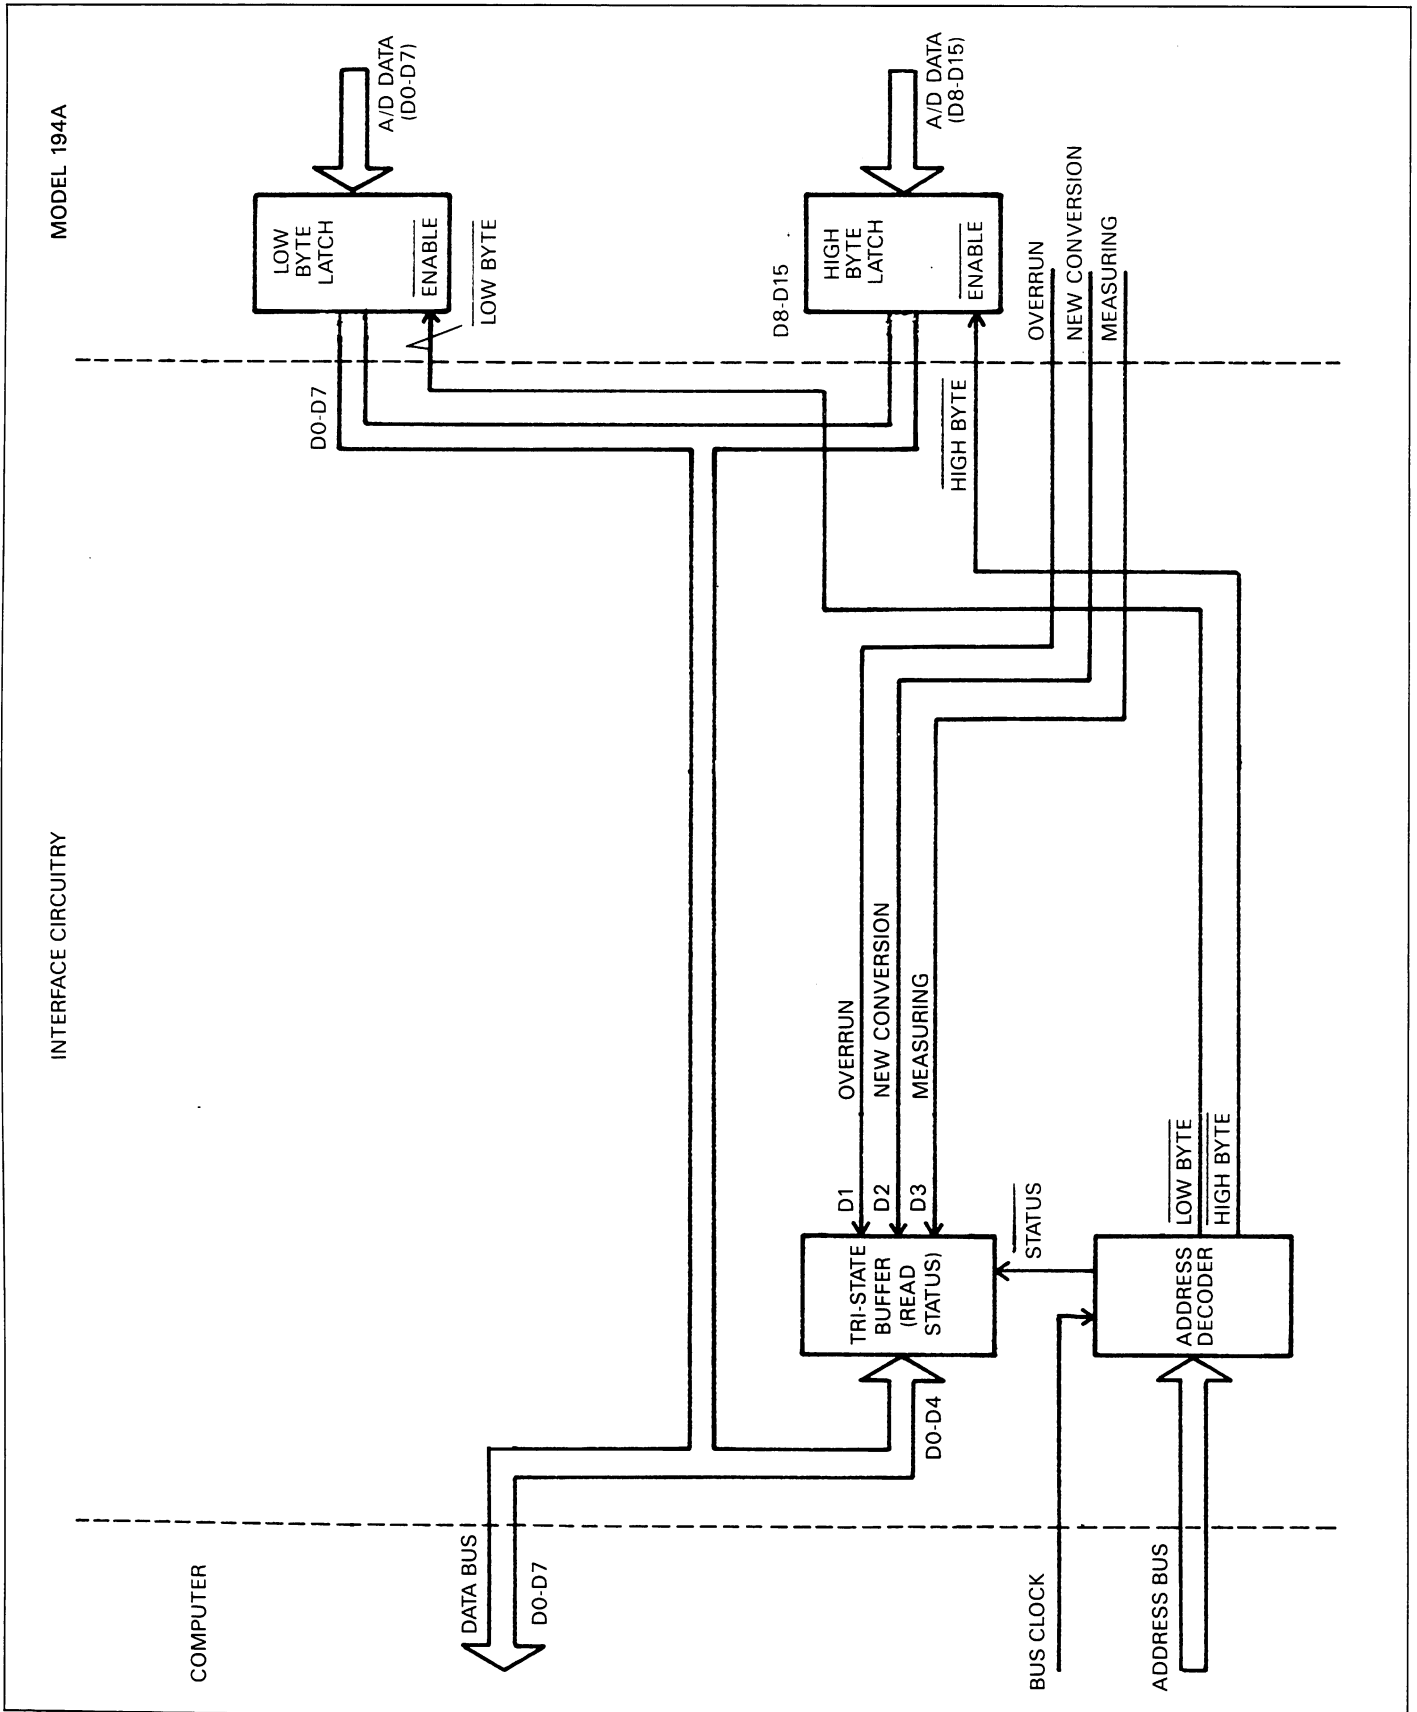 COMPUTER
INTERFACE CIRCUITRY
MODEL 194A
LOW
BYTE
LATCH
ENABLE
LOW BYTE
A/D DATA
(D0-D7)
D0-D7
DATA BUS
D0-D7
D8-D15
HIGH
BYTE
LATCH
ENABLE
A/D DATA
(D8-D15)
HIGH BYTE
OVERRUN
NEW CONVERSION
MEASURING
OVERRUN
NEW CONVERSION
MEASURING
D1
D2
D3
TRI-STATE
BUFFER
(READ
STATUS)
D0-D4
STATUS
BUS CLOCK
ADDRESS BUS
ADDRESS
DECODER
LOW BYTE
HIGH BYTE